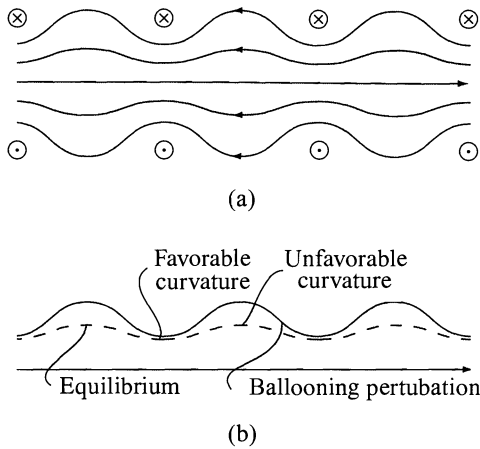 (a)
Favorable
curvature
Unfavorable
curvature
Equilibrium
Ballooning pertubation
(b)